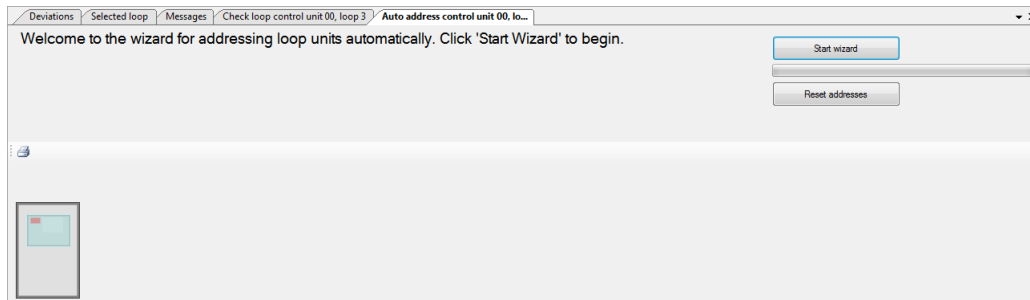 Deviations Selected loop Messages Check loop control unit 00, loop 3 Auto address control unit 00, lo...
Welcome to the wizard for addressing loop units automatically. Click 'Start Wizard' to begin.
Start wizard
Reset addresses